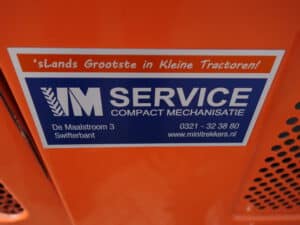 'sLands Grootste in Kleine Tractoren!
IM SERVICE
COMPACT MECHANISATIE
De Maalstroom 3
Swifterbant
0321 - 32 38 80
www.minitrekkers.nl